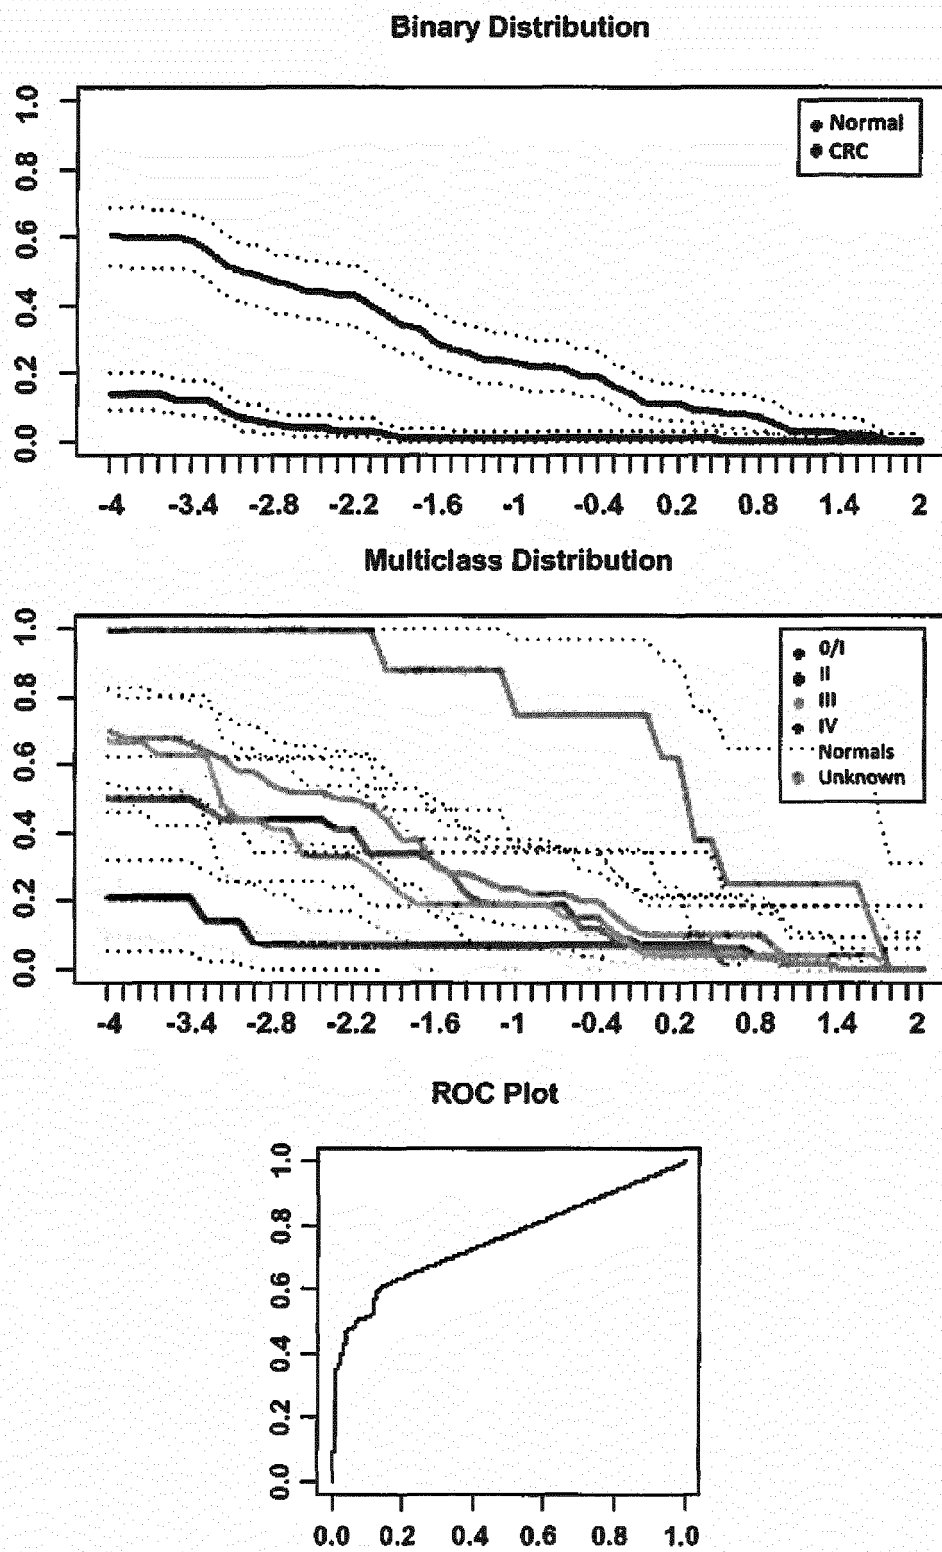 Binary Distribution
1.0
0.8
0.6
0.4
0.2
0.0
Normal
CRC
-4 -3.4 -2.8 -2.2 -1.6 -1 -0.4 0.2 0.8 1.4 2
Multiclass Distribution
1.0
0.8
0.6
0.4
0.2
0.0
0/I
II
III
IV
Normals
Unknown
-4 -3.4 -2.8 -2.2 -1.6 -1 -0.4 0.2 0.8 1.4 2
ROC Plot
1.0
0.8
0.6
0.4
0.2
0.0
0.0 0.2 0.4 0.6 0.8 1.0